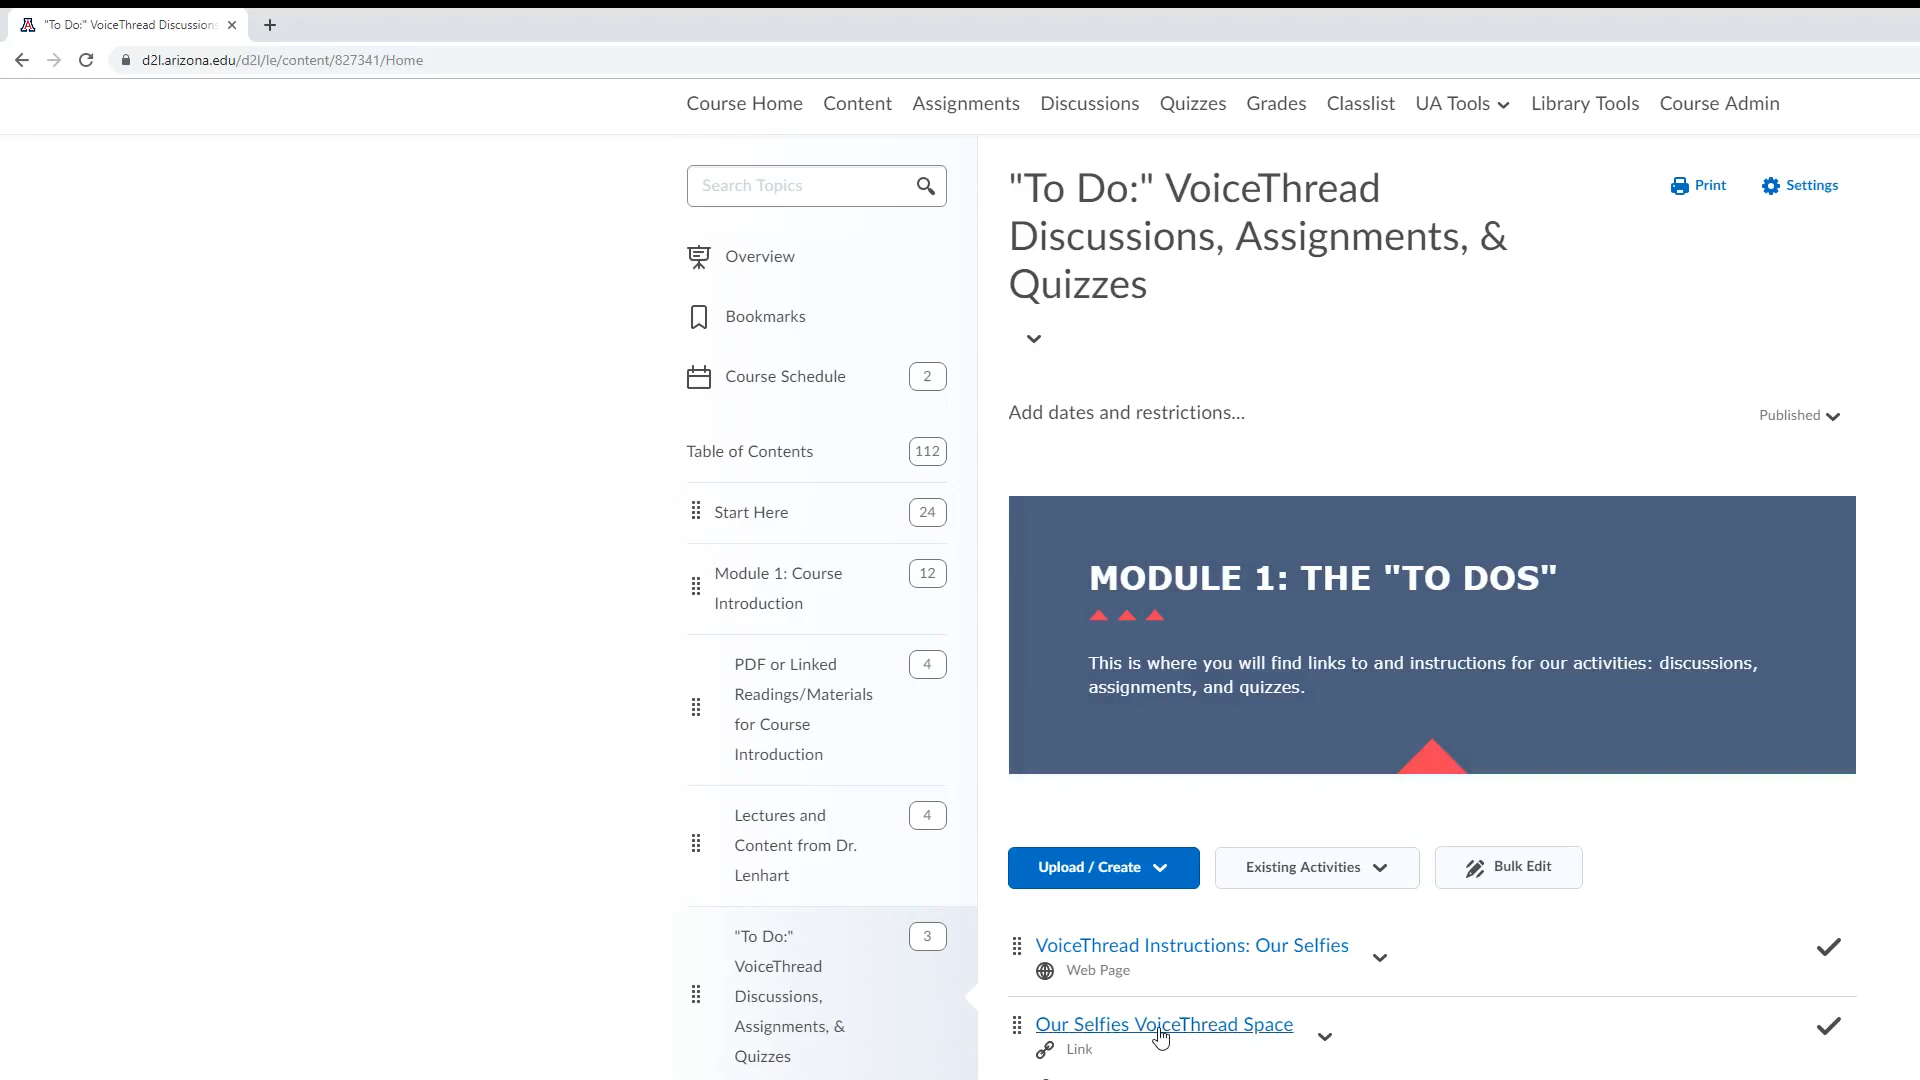 "To Do:" VoiceThread Discussions
d2l.arizona.edu/d2l/le/content/827341/Home
Course Home Content Assignments Discussions Quizzes Grades Classlist UA Tools Library Tools Course Admin
Search Topics
Overview
Bookmarks
Course Schedule 2
Table of Contents 112
Start Here 24
Module 1: Course 12
Introduction
PDF or Linked 4
Readings/Materials
for Course
Introduction
Lectures and 4
Content from Dr.
Lenhart
"To Do:" 3
VoiceThread
Discussions,
Assignments, &
Quizzes
"To Do:" VoiceThread
Discussions, Assignments, &
Quizzes
Print Settings
Add dates and restrictions...
Published
MODULE 1: THE "TO DOS"
This is where you will find links to and instructions for our activities: discussions,
assignments, and quizzes.
Upload / Create Existing Activities Bulk Edit
VoiceThread Instructions: Our Selfies
Web Page
Our Selfies VoiceThread Space
Link